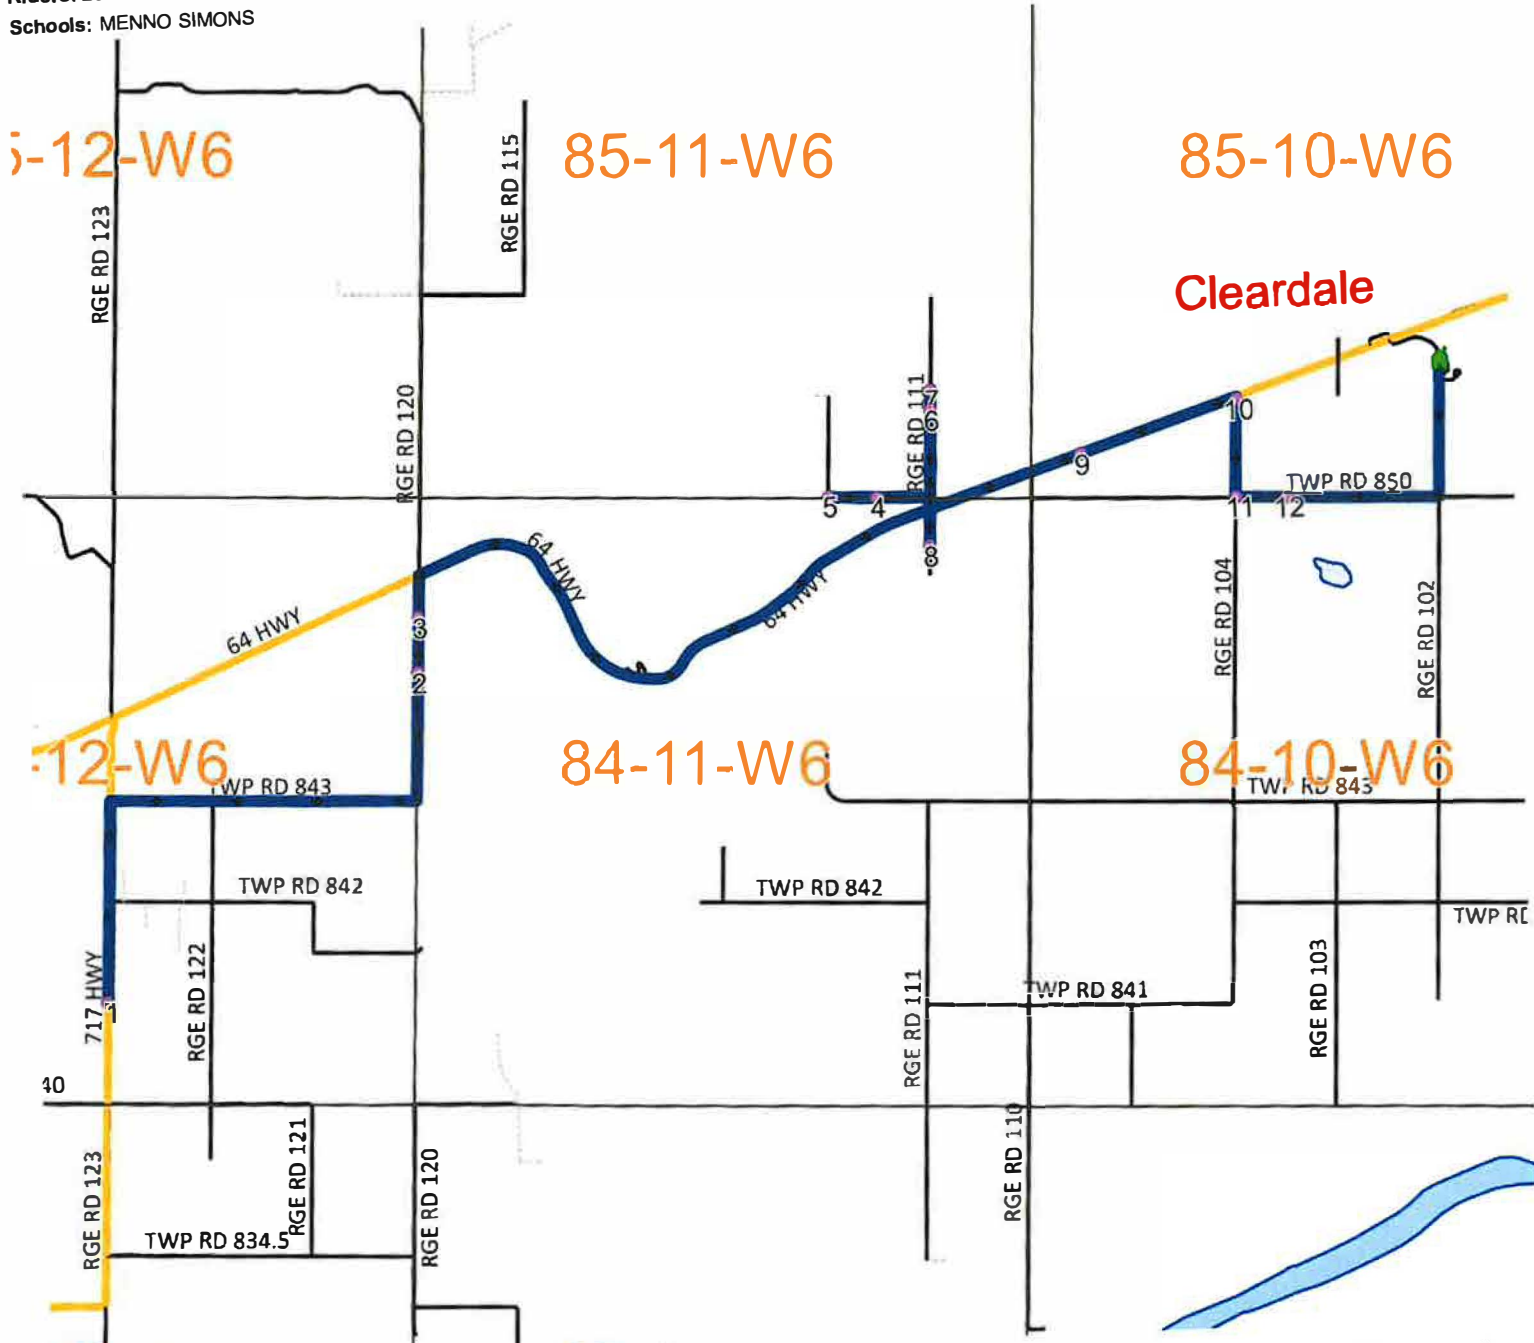 Schools: MENNO SIMONS
-12-W6
85-11-W6
85-10-W6
RGE RD 115
RGE RD 123
Cleardale
RGE RD 120
RGE RD 111
7
6
10
9
TWP RD 850
5
4
11
12
8
64 HWY
64 HWY
64 HWY
RGE RD 104
RGE RD 102
3
2
-12-W6
84-11-W6
84-10-W6
TWP RD 843
TWP RD 843
TWP RD 842
TWP RD 842
TWP RD
717 HWY
1
RGE RD 122
RGE RD 111
TWP RD 841
RGE RD 103
40
RGE RD 123
RGE RD 121
RGE RD 120
RGE RD 110
TWP RD 834.5